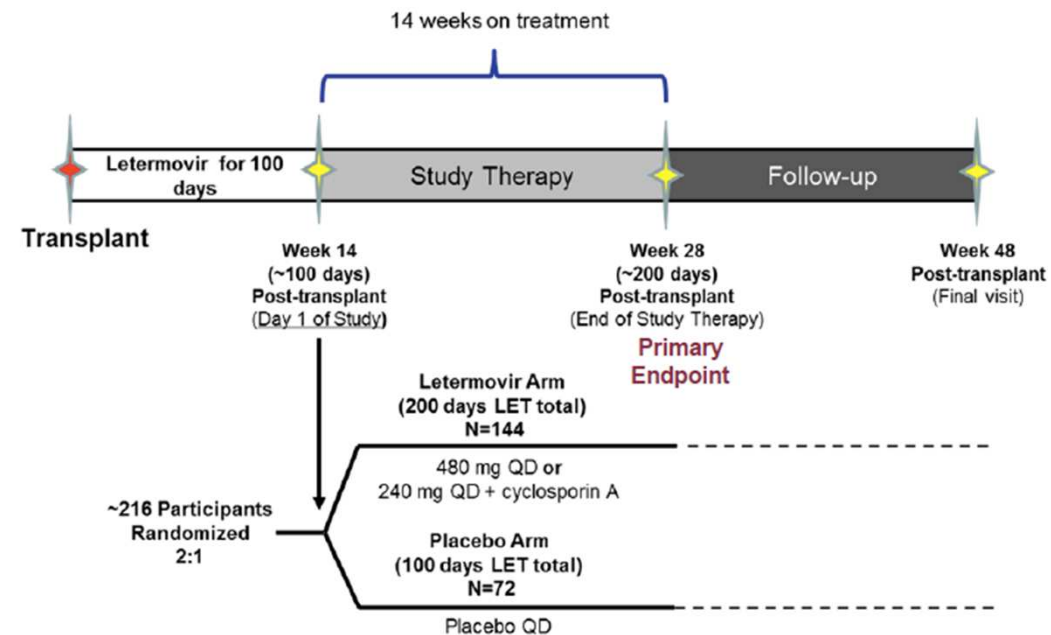 14 weeks on treatment
Letermovir for 100
days
Study Therapy
Follow-up
Transplant
Week 14
(~100 days)
Post-transplant
(Day 1 of Study)
Week 28
(~200 days)
Post-transplant
(End of Study Therapy)
Primary
Endpoint
Week 48
Post-transplant
(Final visit)
Letermovir Arm
(200 days LET total)
N=144
480 mg QD or
240 mg QD + cyclosporin A
~216 Participants
Randomized
2:1
Placebo Arm
(100 days LET total)
N=72
Placebo QD